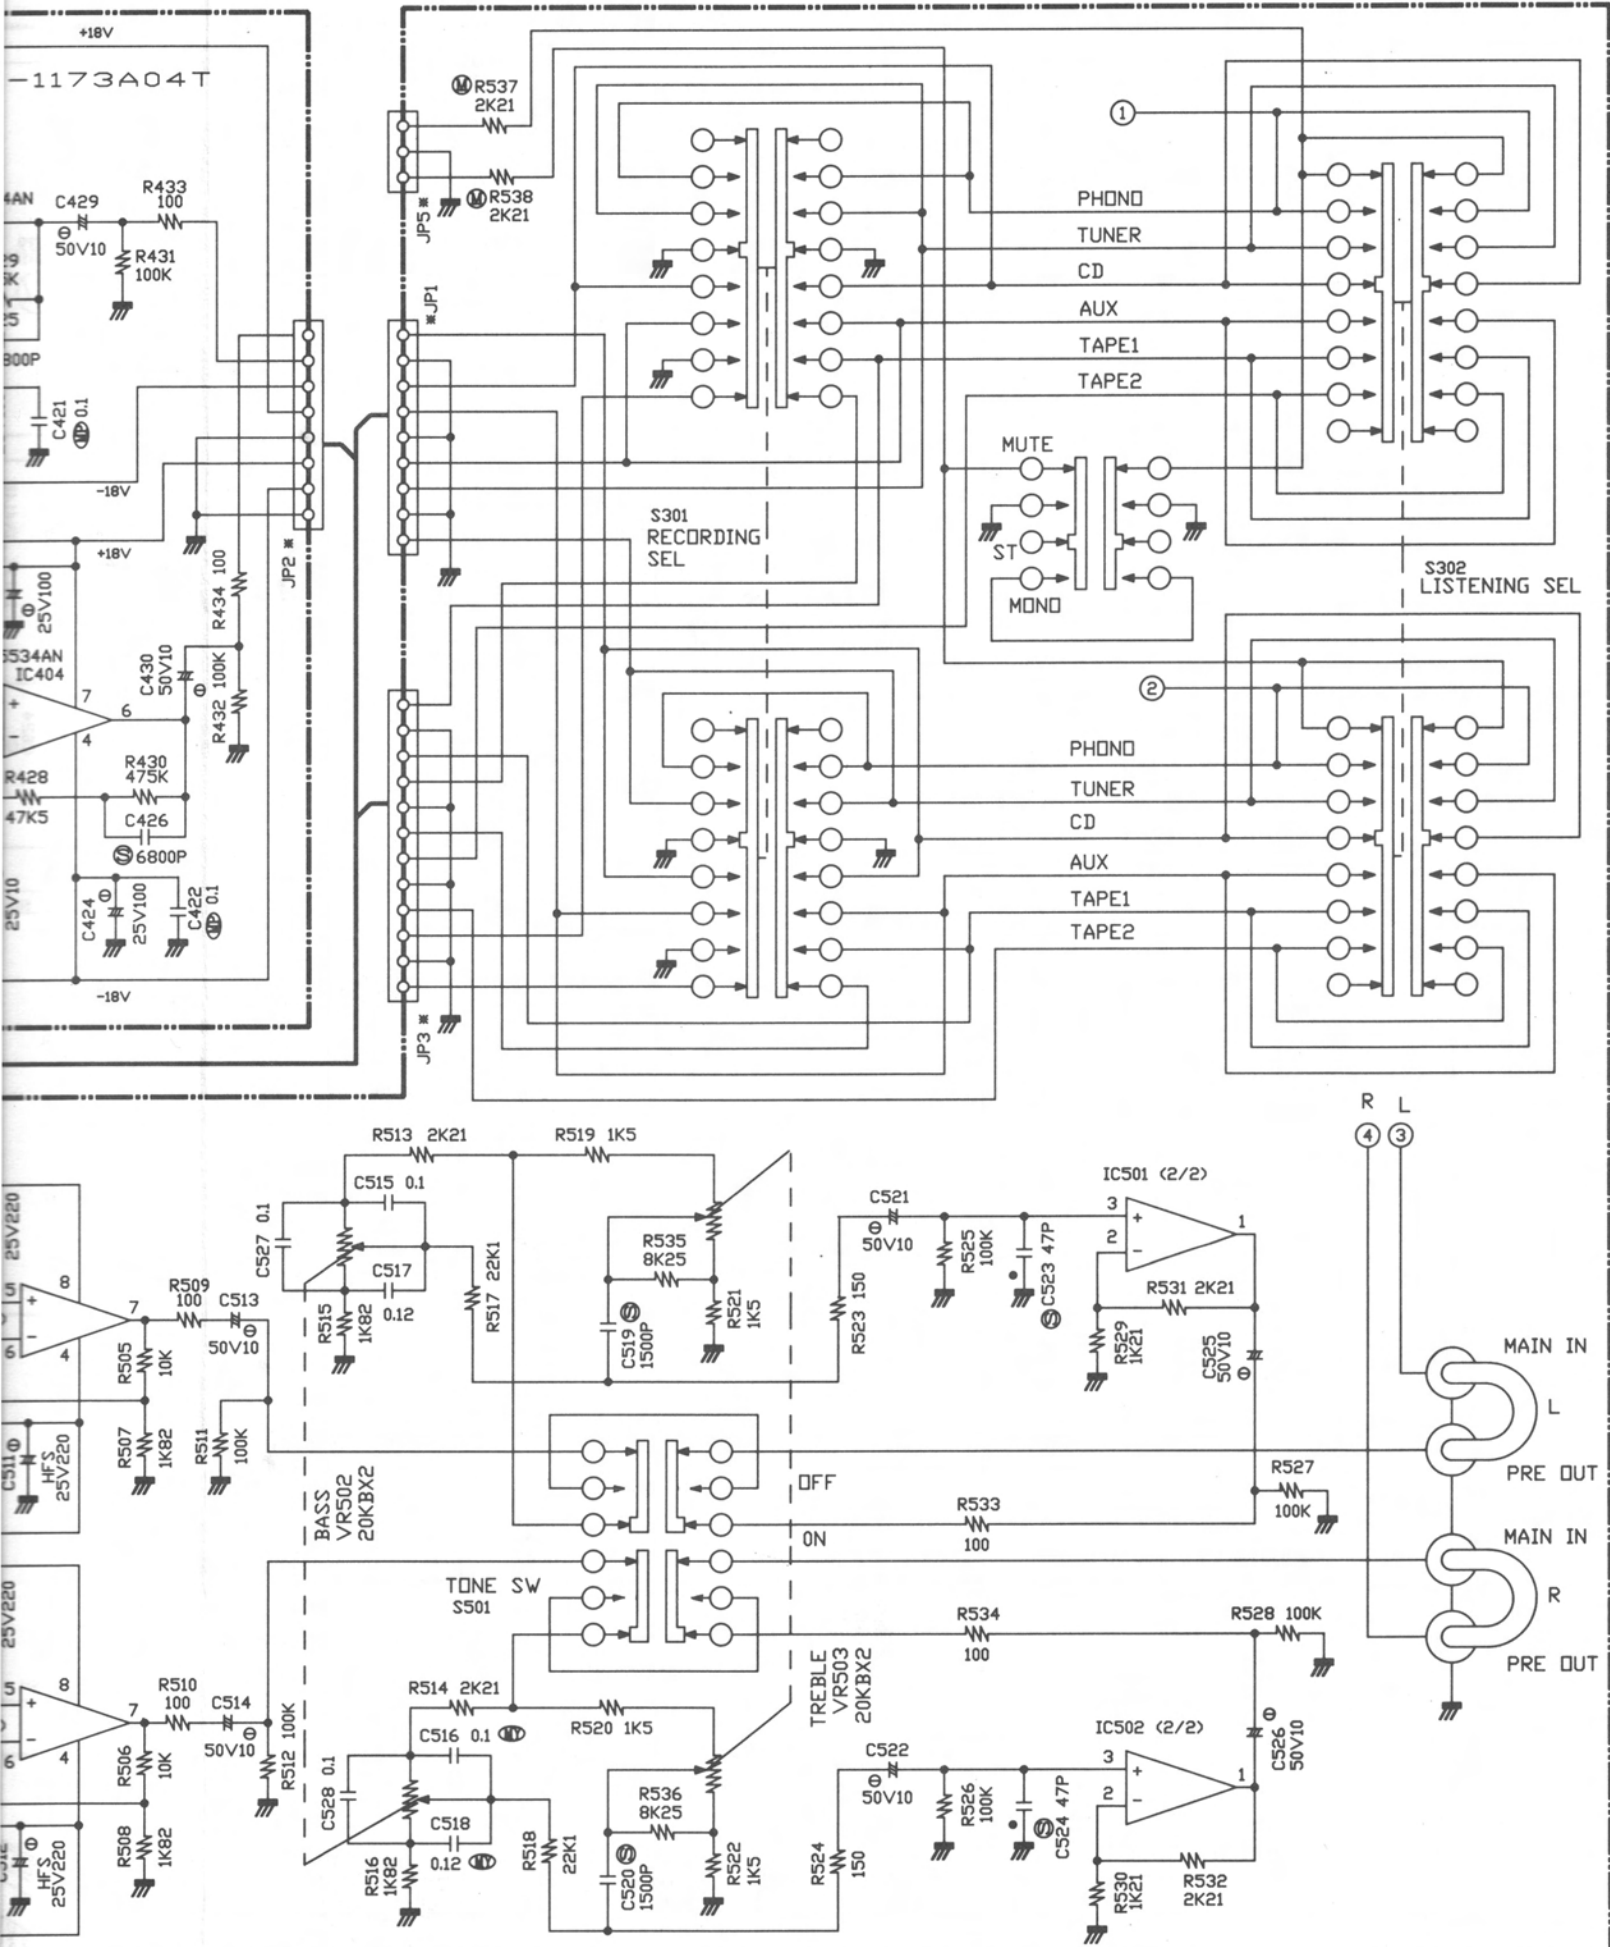 +18V
-1173A04T
C429
50V10
R433
100
R431
100K
C421
0.1
-18V
+18V
25V100
IC404
7
6
4
C430
50V10
R434 100
R432 100K
JP2 *
R428
47K5
R430
475K
C426
6800P
25V10
C424
25V100
C422
0.1
-18V
M R537
2K21
M R538
2K21
JP5 *
JP1
*
JP3 *
S301
RECORDING
SEL
1
PHONO
TUNER
CD
AUX
TAPE1
TAPE2
MUTE
ST
MONO
S302
LISTENING SEL
2
PHONO
TUNER
CD
AUX
TAPE1
TAPE2
R L
4 3
25V220
5
6
8
7
4
+
-
R509
100
C513
50V10
R505
10K
R507
1K82
R511
100K
C511
HFS
25V220
C527 0.1
R513 2K21
C515 0.1
C517
0.12
R515
1K82
R517 22K1
R519 1K5
R535
8K25
C519
1500P
S
R521
1K5
R523 150
C521
50V10
R525
100K
C523 47P
S
IC501 (2/2)
3
2
1
+
-
R531 2K21
R529
1K21
C525
50V10
MAIN IN
L
PRE OUT
R527
100K
MAIN IN
R
PRE OUT
BASS
VR502
20KBX2
OFF
ON
R533
100
TONE SW
S501
R534
100
R528 100K
TREBLE
VR503
20KBX2
25V220
5
6
8
7
4
+
-
R510
100
C514
50V10
R506
10K
R508
1K82
R512 100K
HFS
25V220
C528 0.1
R514 2K21
C516 0.1 MY
C518
0.12 MY
R516
1K82
R518
22K1
R520 1K5
R536
8K25
C520
1500P
S
R522
1K5
R524
150
C522
50V10
R526
100K
C524 47P
S
IC502 (2/2)
3
2
1
+
-
C526
50V10
R530
1K21
R532
2K21